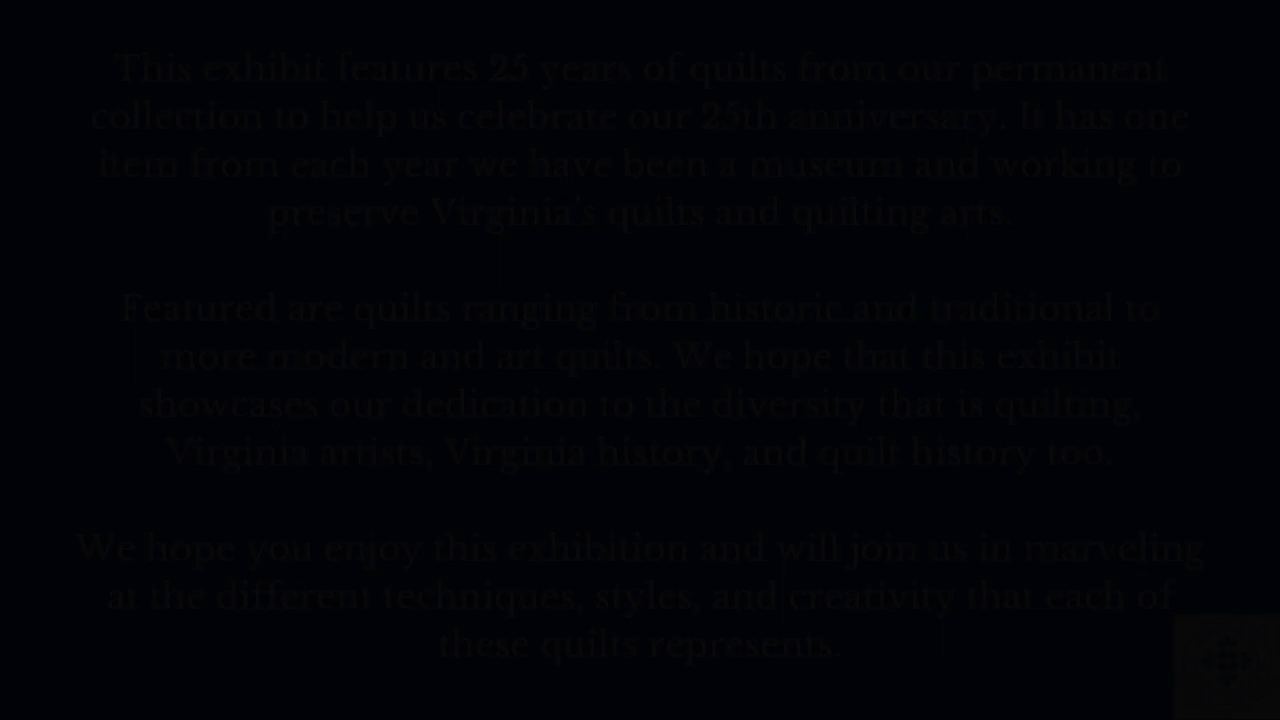 This exhibit features 25 years of quilts from our permanent
collection to help us celebrate our 25th anniversary. It has one
item from each year we have been a museum and working to
preserve Virginia's quilts and quilting arts.
Featured are quilts ranging from historic and traditional to
more modern and art quilts. We hope that this exhibit
showcases our dedication to the diversity that is quilting,
Virginia artists, Virginia history, and quilt history too.
We hope you enjoy this exhibition and will join us in marveling
at the different techniques, styles, and creativity that each of
these quilts represents.